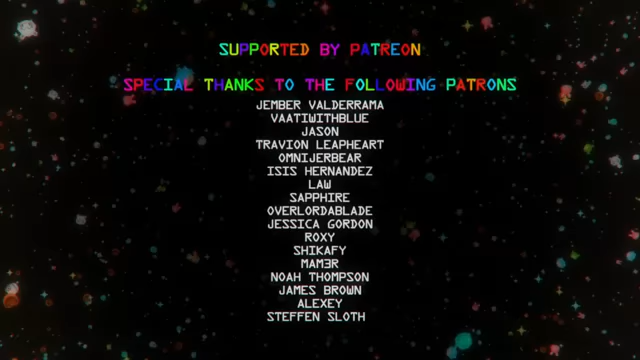 SUPPORTED BY PATREON
SPECIAL THANKS TO THE FOLLOWING PATRONS
JEMBER VALDERRAMA
VAATIWITHBLUE
JASON
TRAVION LEAPHEART
OMNIJERBEAR
ISIS HERNANDEZ
LAW
SAPPHIRE
OVERLORDABLADE
JESSICA GORDON
ROXY
SHIKAFY
MAM3R
NOAH THOMPSON
JAMES BROWN
ALEXEY
STEFFEN SLOTH